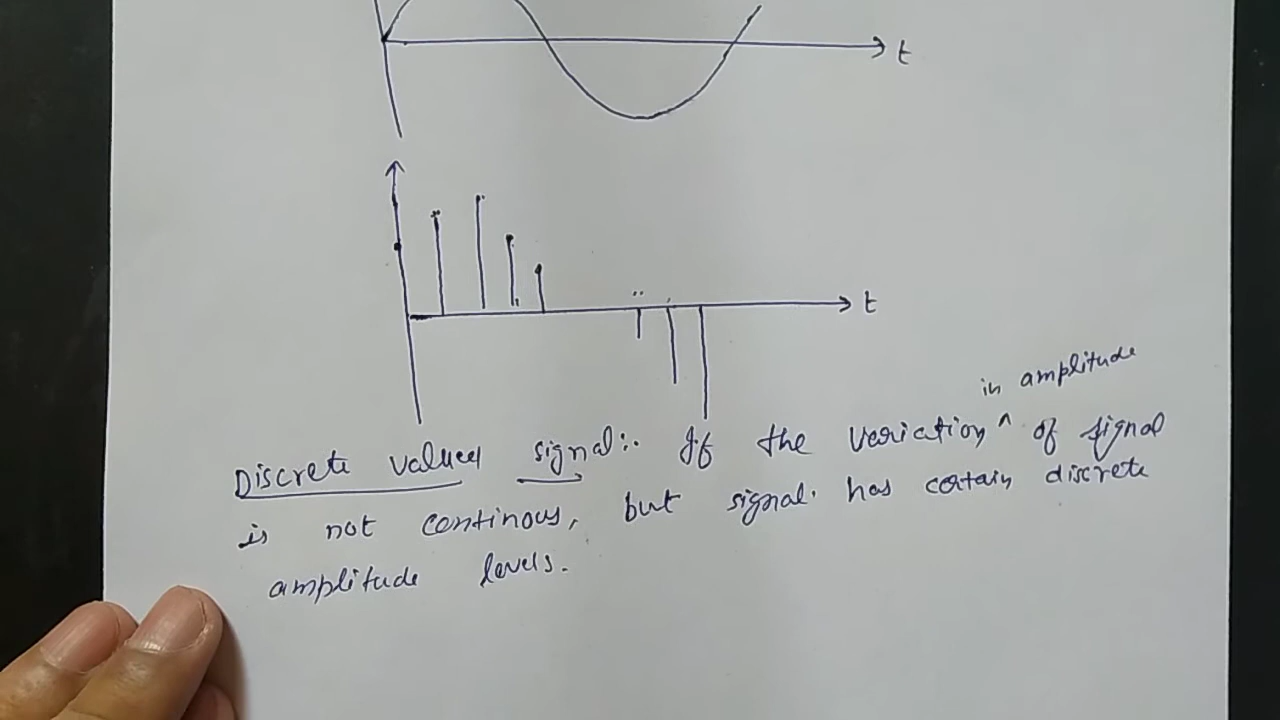 t
t
in amplitude
Discrete valued signal:. If the variation ^ of signal
is not continous, but signal. has certain discrete
amplitude levels.